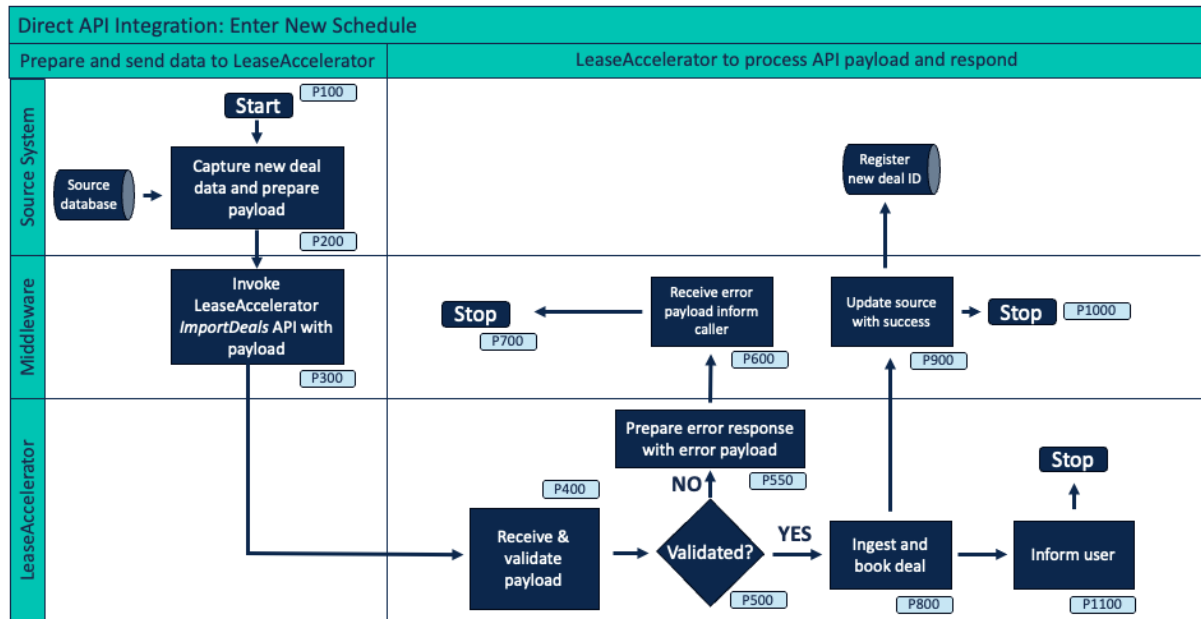 Direct API Integration: Enter New Schedule
Prepare and send data to LeaseAccelerator
LeaseAccelerator to process API payload and respond
Source System
Start
P100
Source
database
Capture new deal
data and prepare
payload
P200
Register
new deal ID
Middleware
Invoke
LeaseAccelerator
ImportDeals API with
payload
P300
Stop
P700
Receive error
payload inform
caller
P600
Update source
with success
P900
Stop
P1000
LeaseAccelerator
Prepare error response
with error payload
P550
NO
P400
Receive &
validate
payload
Validated?
P500
YES
Ingest and
book deal
P800
Stop
Inform user
P1100